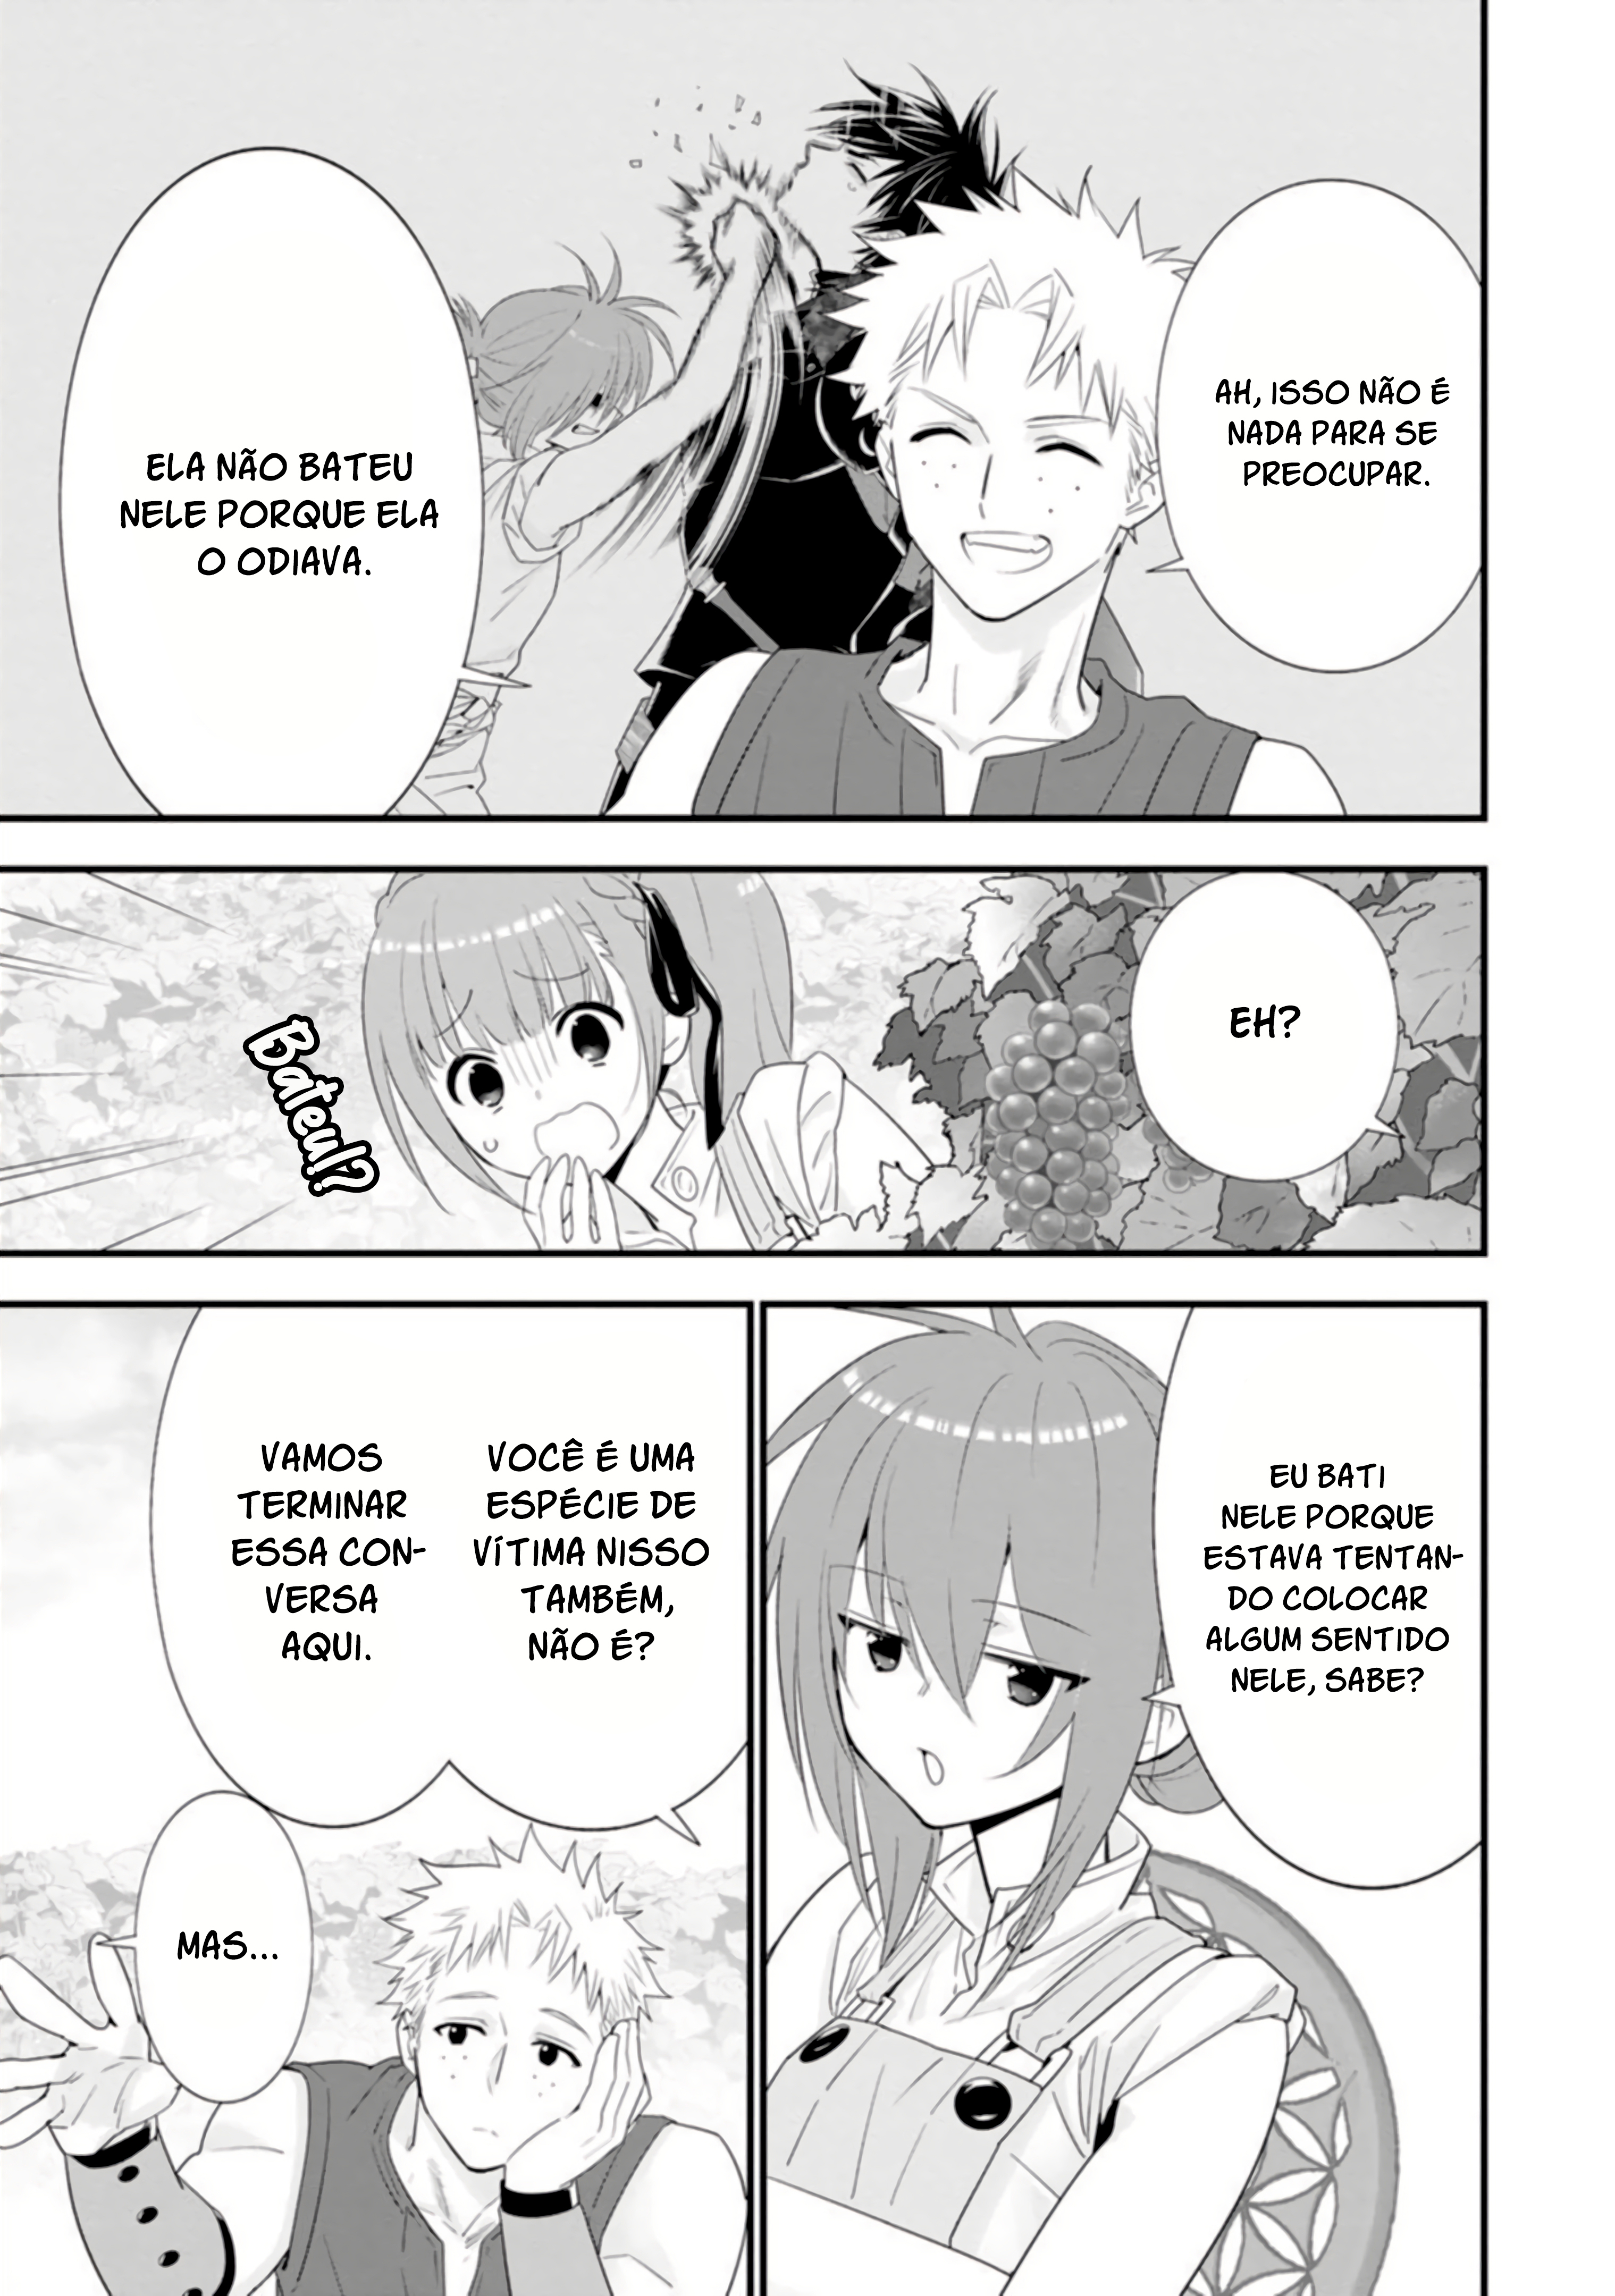 AH, ISSO NÃO É
NADA PARA SE
PREOCUPAR.
ELA NÃO BATEU
NELE PORQUE ELA
O ODIAVA.
EH?
Bateu!?
EU BATI
NELE PORQUE
ESTAVA TENTAN-
DO COLOCAR
ALGUM SENTIDO
NELE, SABE?
VOCÊ É UMA
ESPÉCIE DE
VÍTIMA NISSO
TAMBÉM,
NÃO É?
VAMOS
TERMINAR
ESSA CON-
VERSA
AQUI.
MAS...